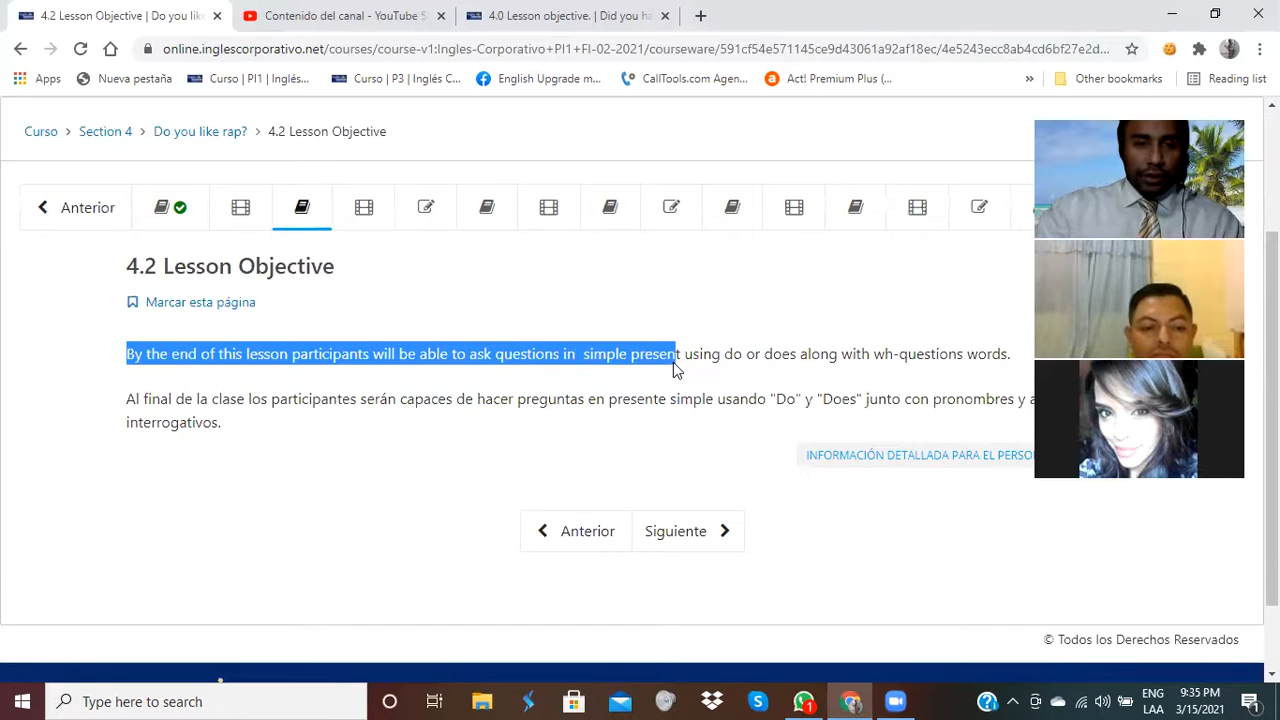 4.2 Lesson Objective | Do you like
Contenido del canal - YouTube S
4.0 Lesson objective. | Did you ha
online.inglescorporativo.net/courses/course-v1:Ingles-Corporativo+PI1+FI-02-2021/courseware/591cf54e571145ce9d43061a92af18ec/4e5243ecc8ab4cd6bf27e2d...
Apps
Nueva pestaña
Curso | PI1 | Inglés...
Curso | P3 | Inglés C...
English Upgrade m...
CallTools.com Agen...
Act! Premium Plus (...
»
Other bookmarks
Reading list
Curso > Section 4 > Do you like rap? > 4.2 Lesson Objective
Anterior
4.2 Lesson Objective
Marcar esta página
By the end of this lesson participants will be able to ask questions in simple present using do or does along with wh-questions words.
Al final de la clase los participantes serán capaces de hacer preguntas en presente simple usando "Do" y "Does" junto con pronombres y a
interrogativos.
INFORMACIÓN DETALLADA PARA EL PERSO
Anterior
Siguiente
© Todos los Derechos Reservados
Type here to search
1
ENG
LAA
9:35 PM
3/15/2021
1